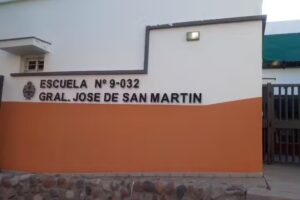 ESCUELA Nº 9-032
GRAL. JOSE DE SAN MARTIN